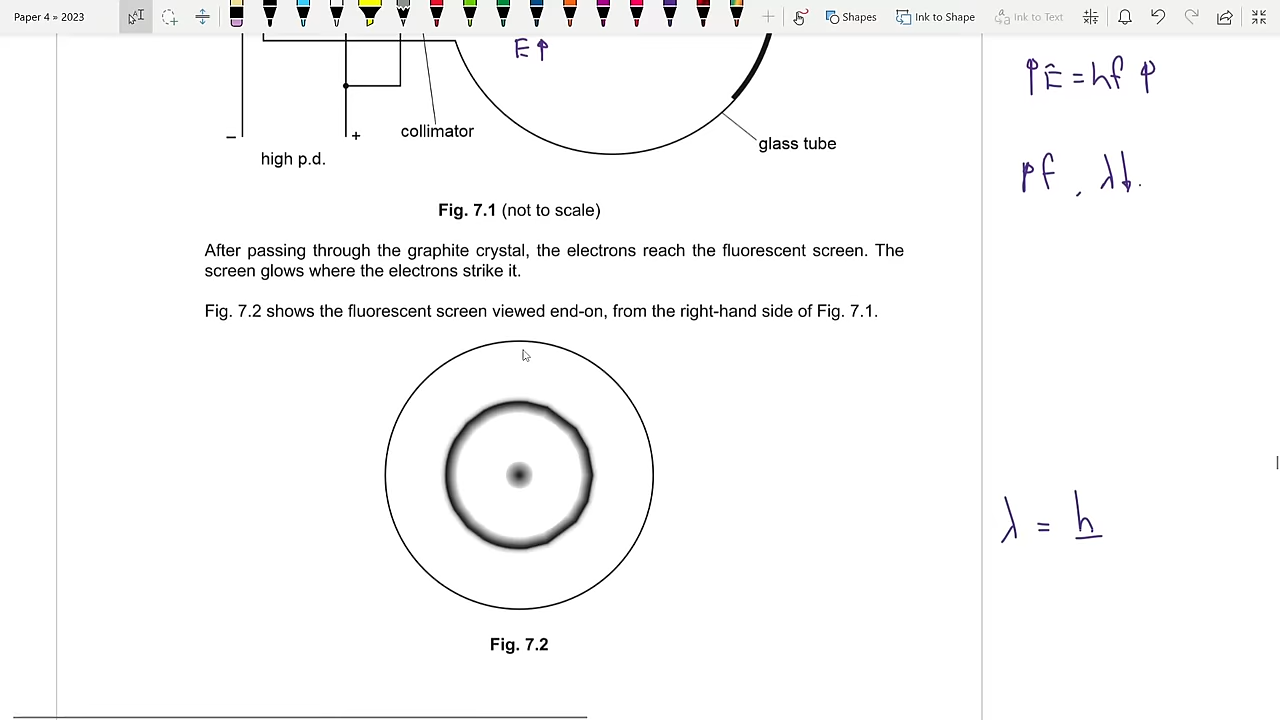 Paper 4 » 2023
Shapes
Ink to Shape
Ink to Text
E↑
↑E = hf ↑
collimator
−
+
high p.d.
glass tube
↑f , λ↓.
Fig. 7.1 (not to scale)
After passing through the graphite crystal, the electrons reach the fluorescent screen. The
screen glows where the electrons strike it.
Fig. 7.2 shows the fluorescent screen viewed end-on, from the right-hand side of Fig. 7.1.
λ = h
Fig. 7.2